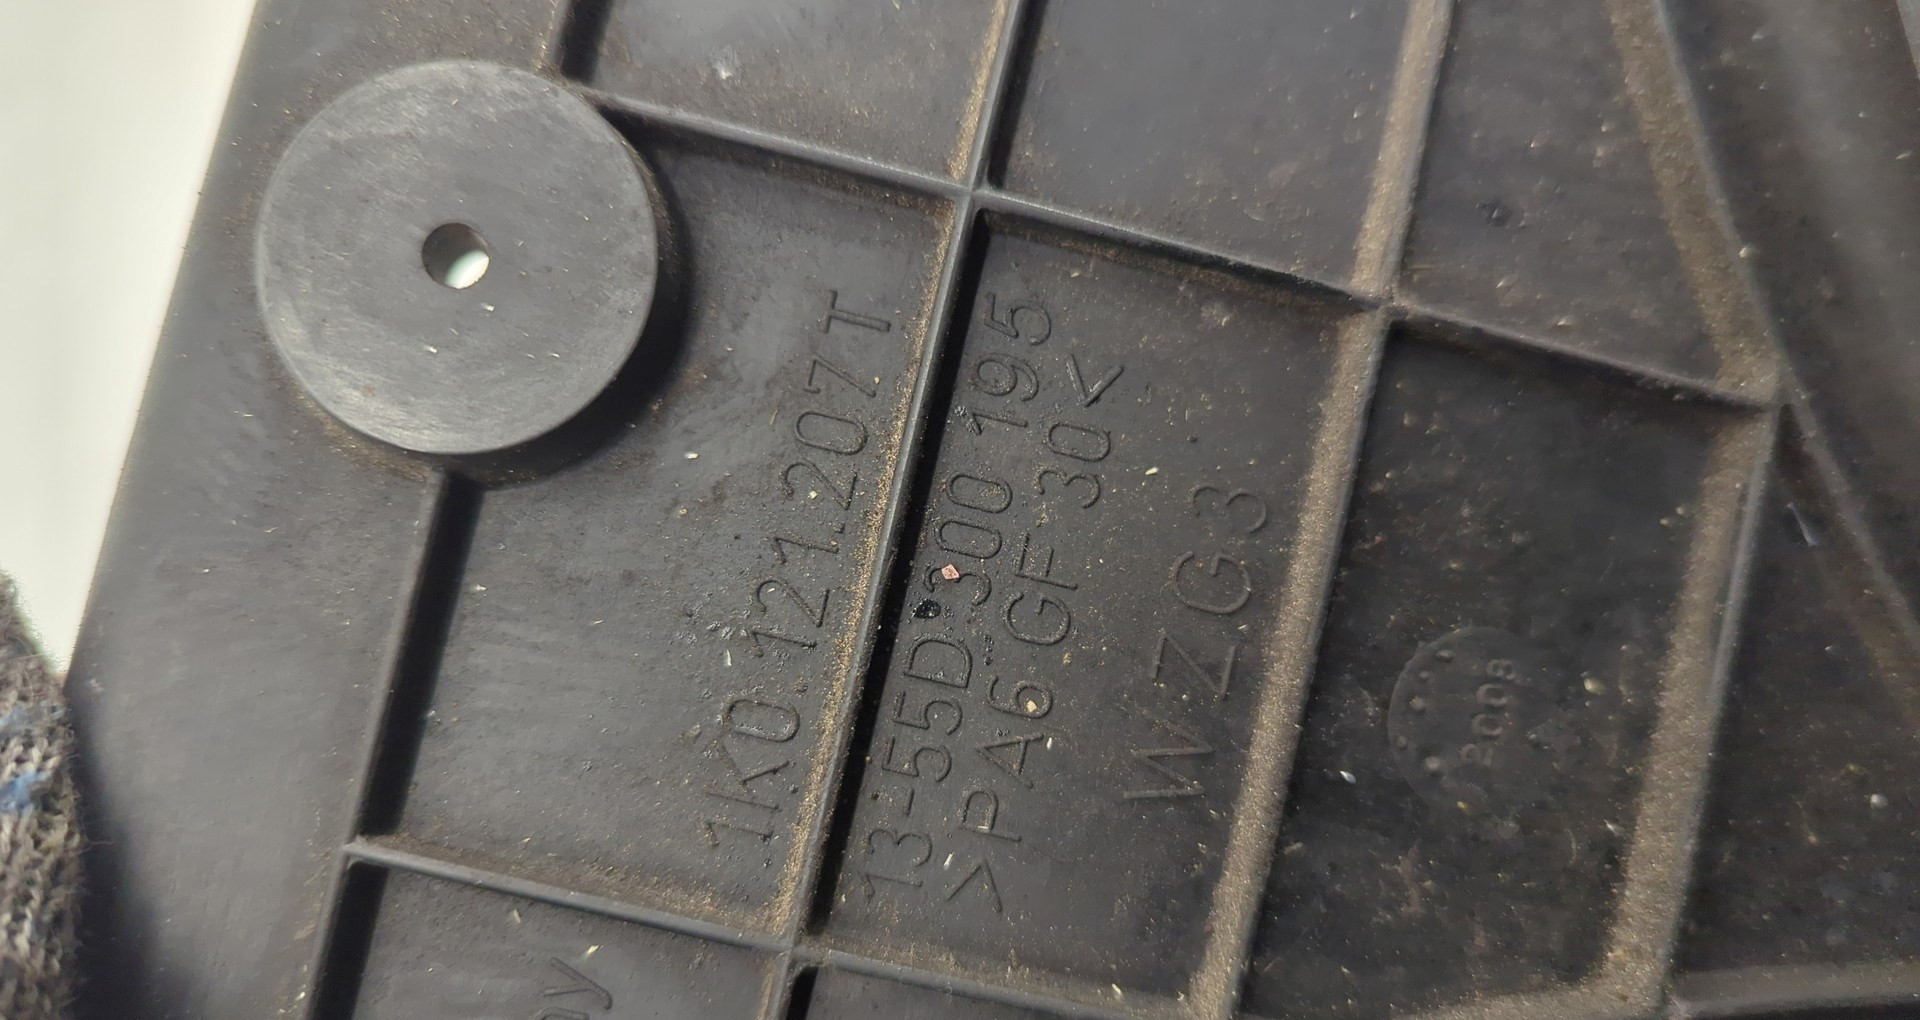 1K0.121.207 T
13-55D 300 195
>PA6 GF 30<
WZG3
2008